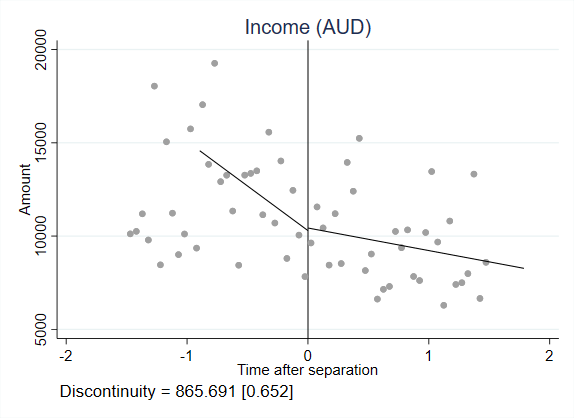 Income (AUD)
20000
15000
10000
5000
Amount
-2
-1
0
1
2
Time after separation
Discontinuity = 865.691 [0.652]